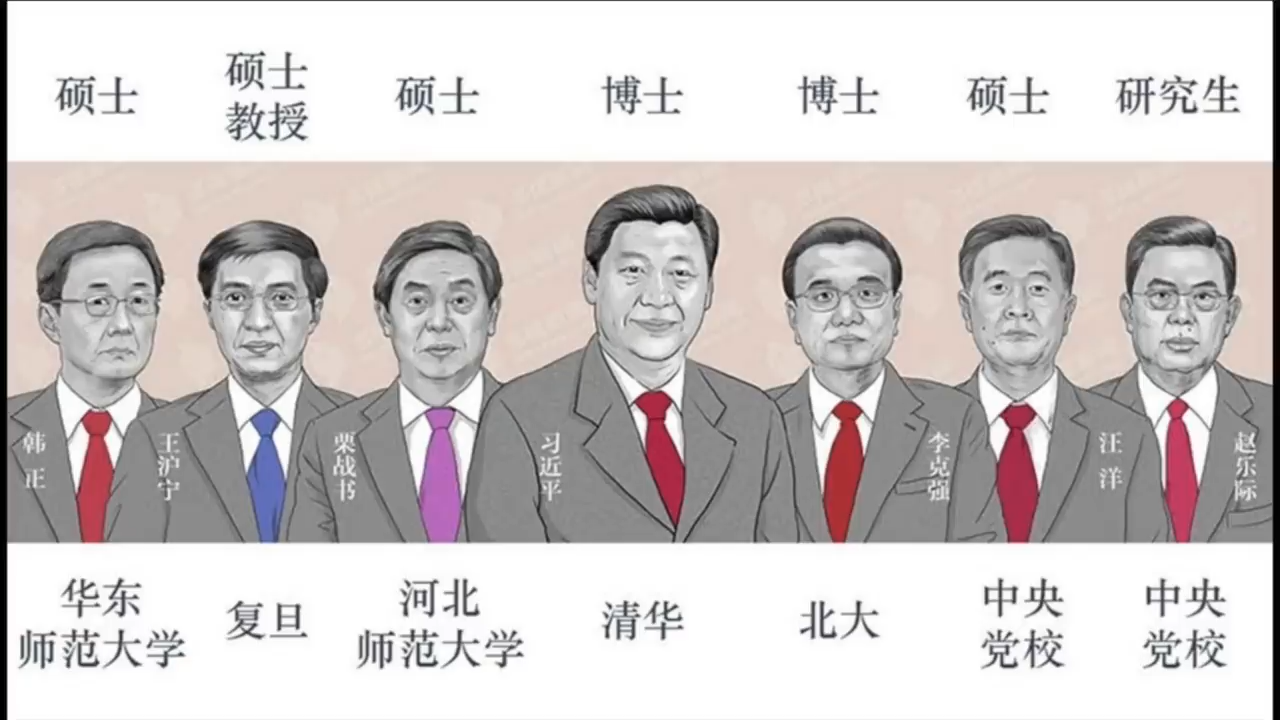 硕士
硕士
教授
硕士
博士
博士
硕士
研究生
韩正
王沪宁
栗战书
习近平
李克强
汪洋
赵乐际
华东
师范大学
复旦
河北
师范大学
清华
北大
中央
党校
中央
党校